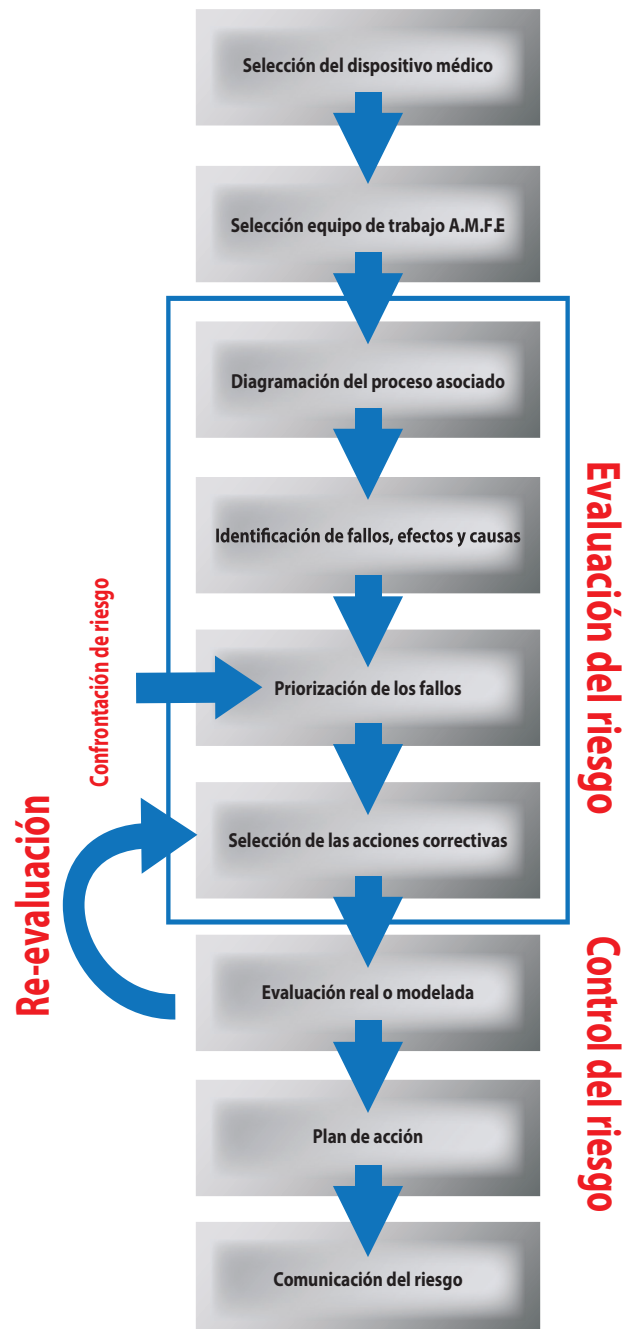 Selección del dispositivo médico
Selección equipo de trabajo A.M.F.E
Diagramación del proceso asociado
Identificación de fallos, efectos y causas
Evaluación del riesgo
Confrontación de riesgo
Priorización de los fallos
Selección de las acciones correctivas
Re-evaluación
Evaluación real o modelada
Control del riesgo
Plan de acción
Comunicación del riesgo